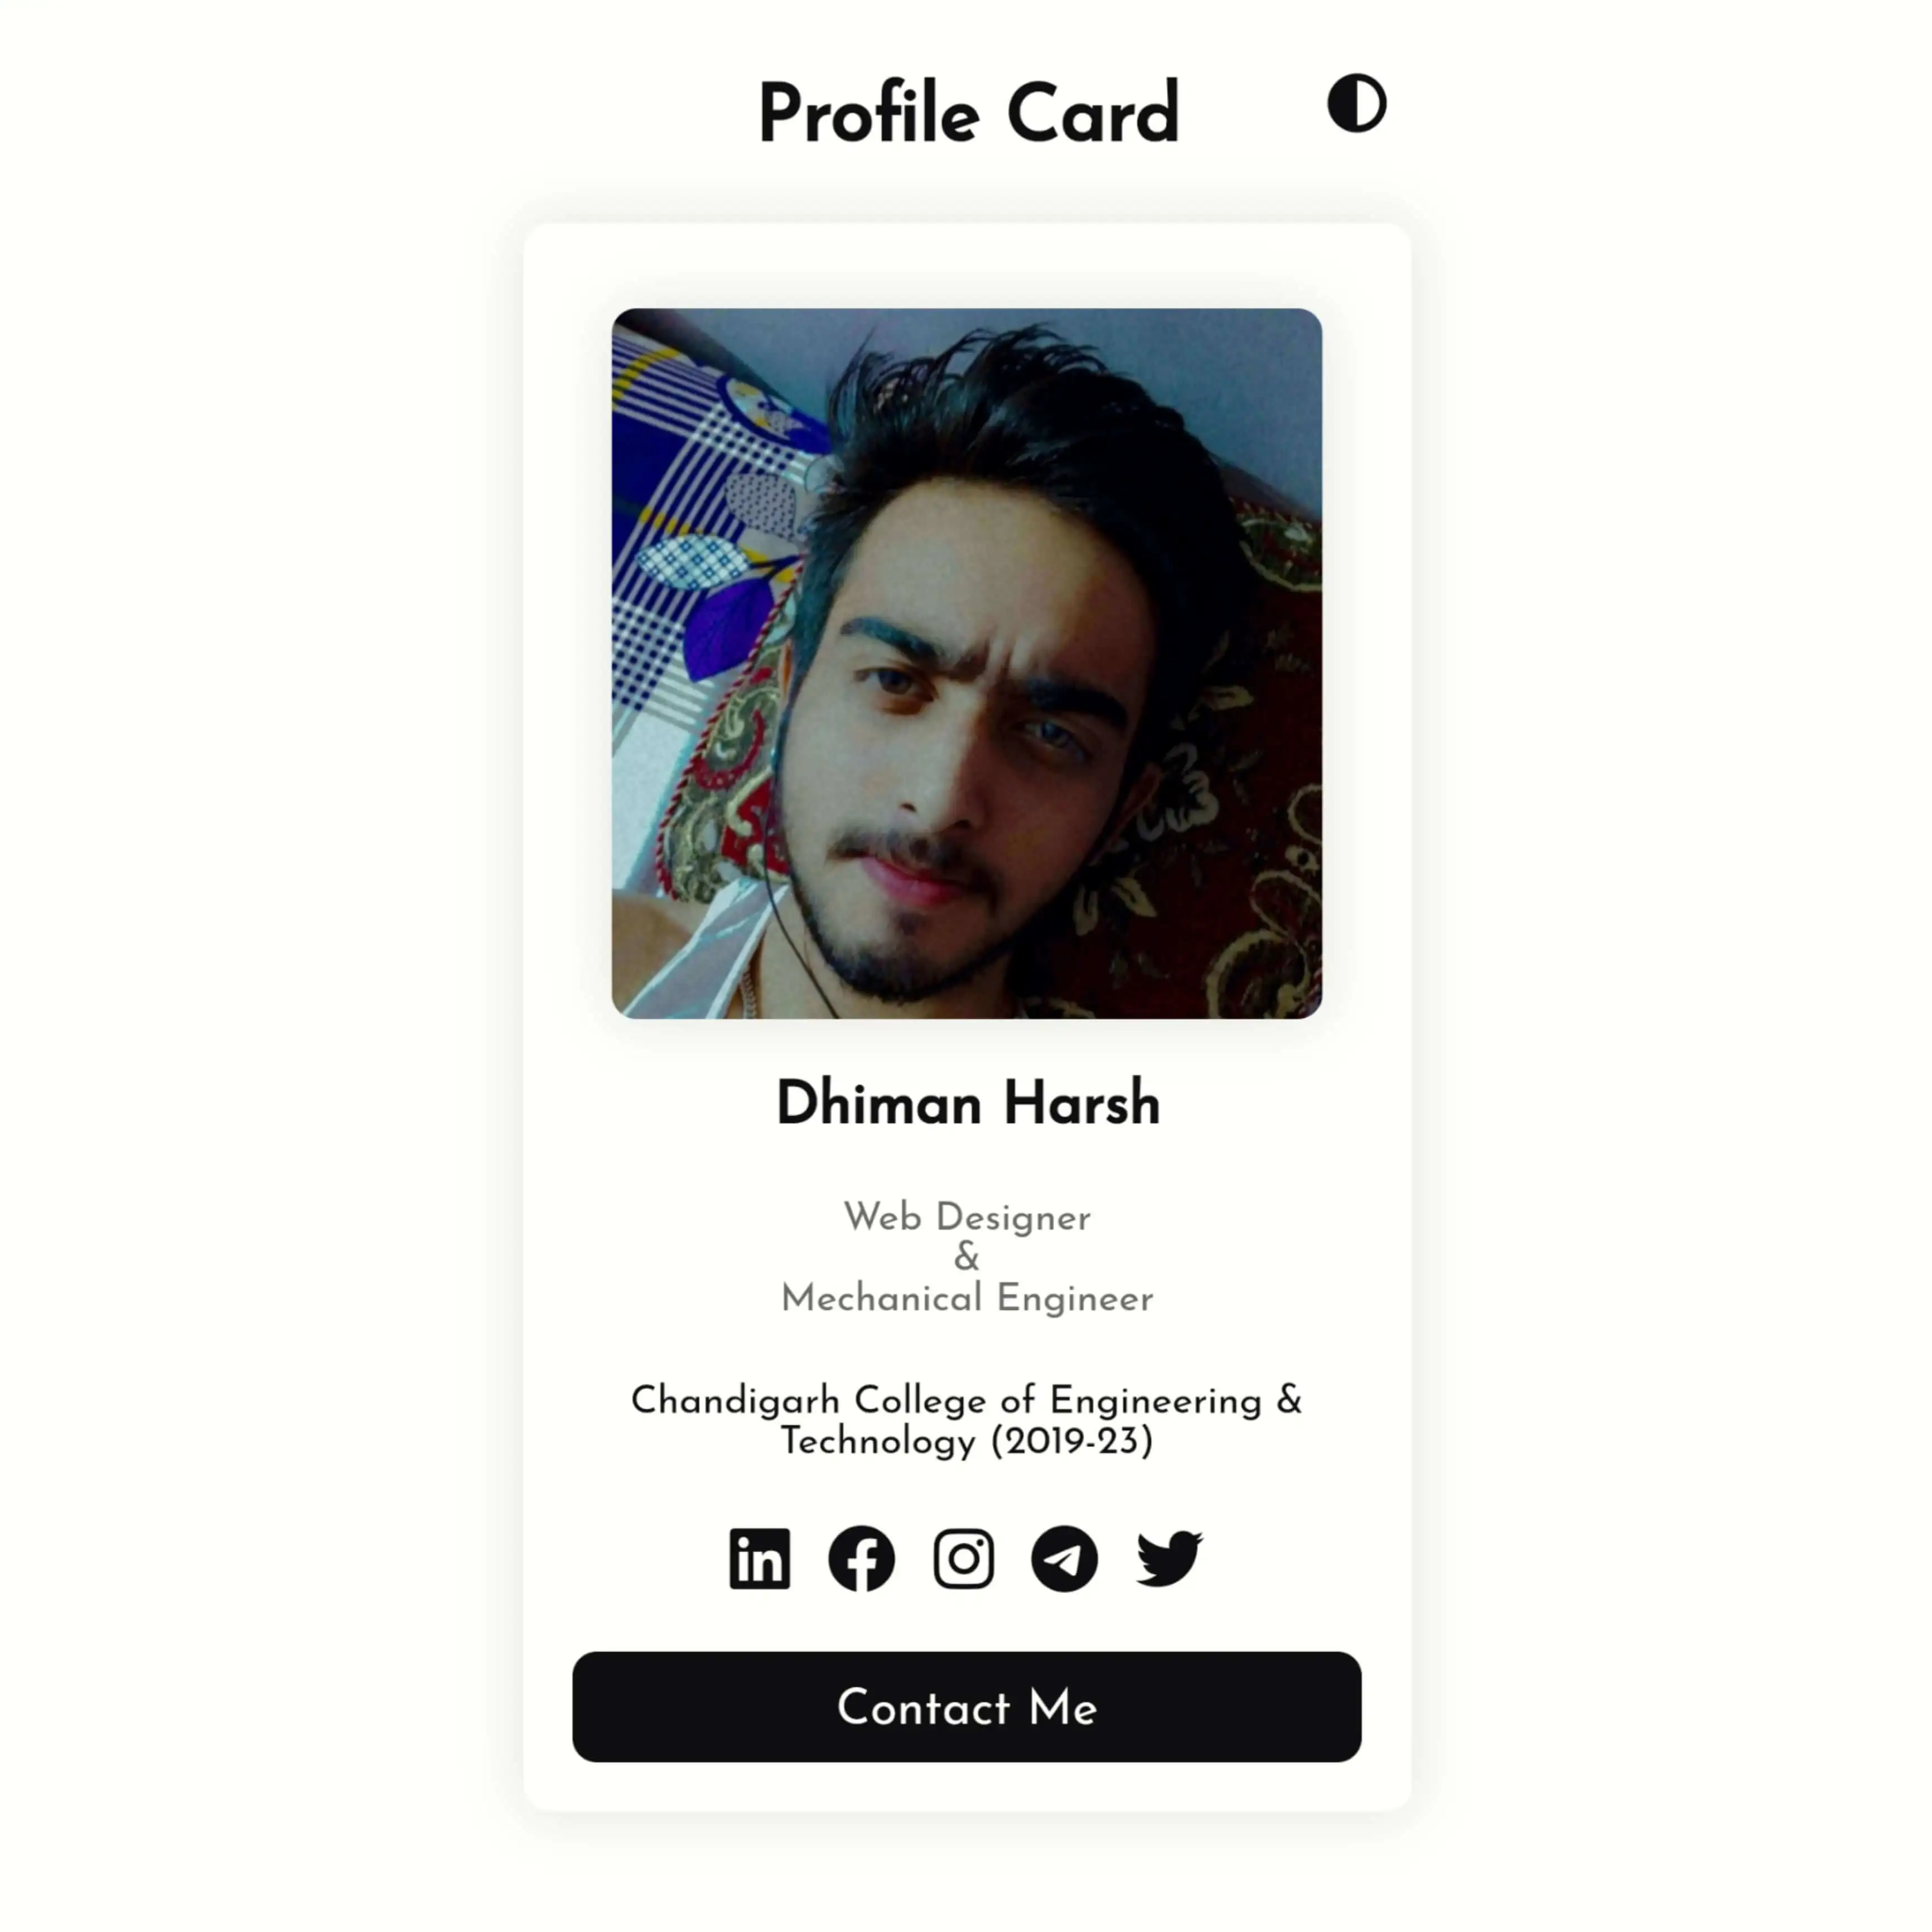 Profile Card
Dhiman Harsh
Web Designer
&
Mechanical Engineer
Chandigarh College of Engineering &
Technology (2019-23)
in
Contact Me